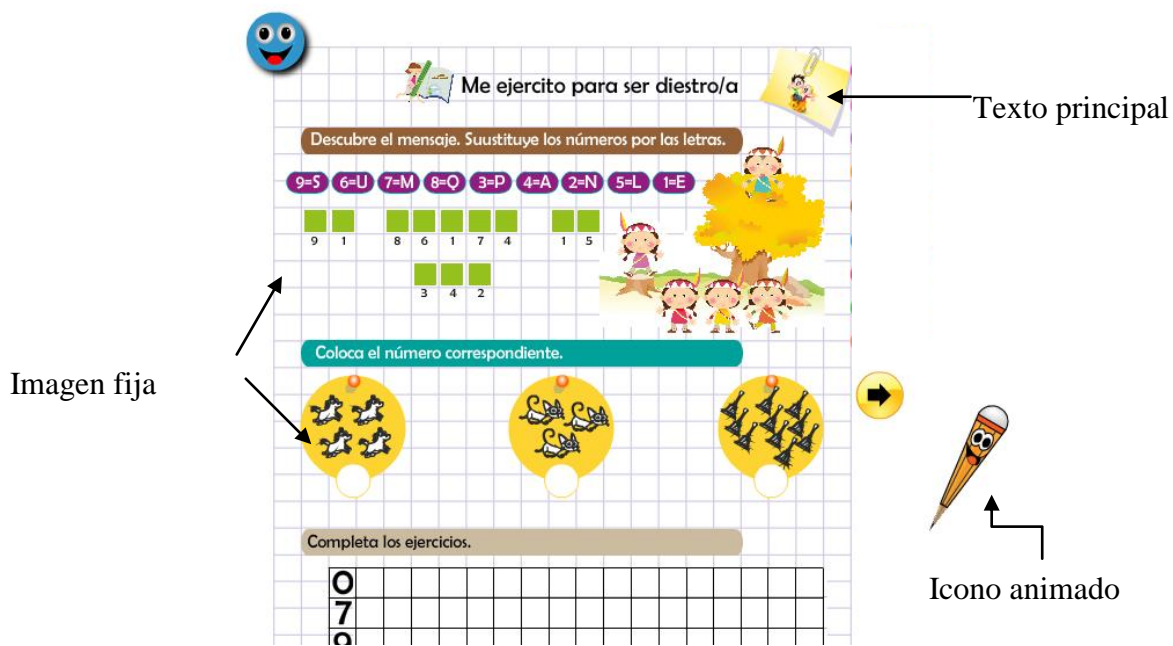 Me ejercito para ser diestro/a
Texto principal
Descubre el mensaje. Suustituye los números por las letras.
9=S 6=U 7=M 8=Q 3=P 4=A 2=N 5=L 1=E
9 1 8 6 1 7 4 1 5
3 4 2
Coloca el número correspondiente.
Imagen fija
Completa los ejercicios.
Icono animado
0
7
9